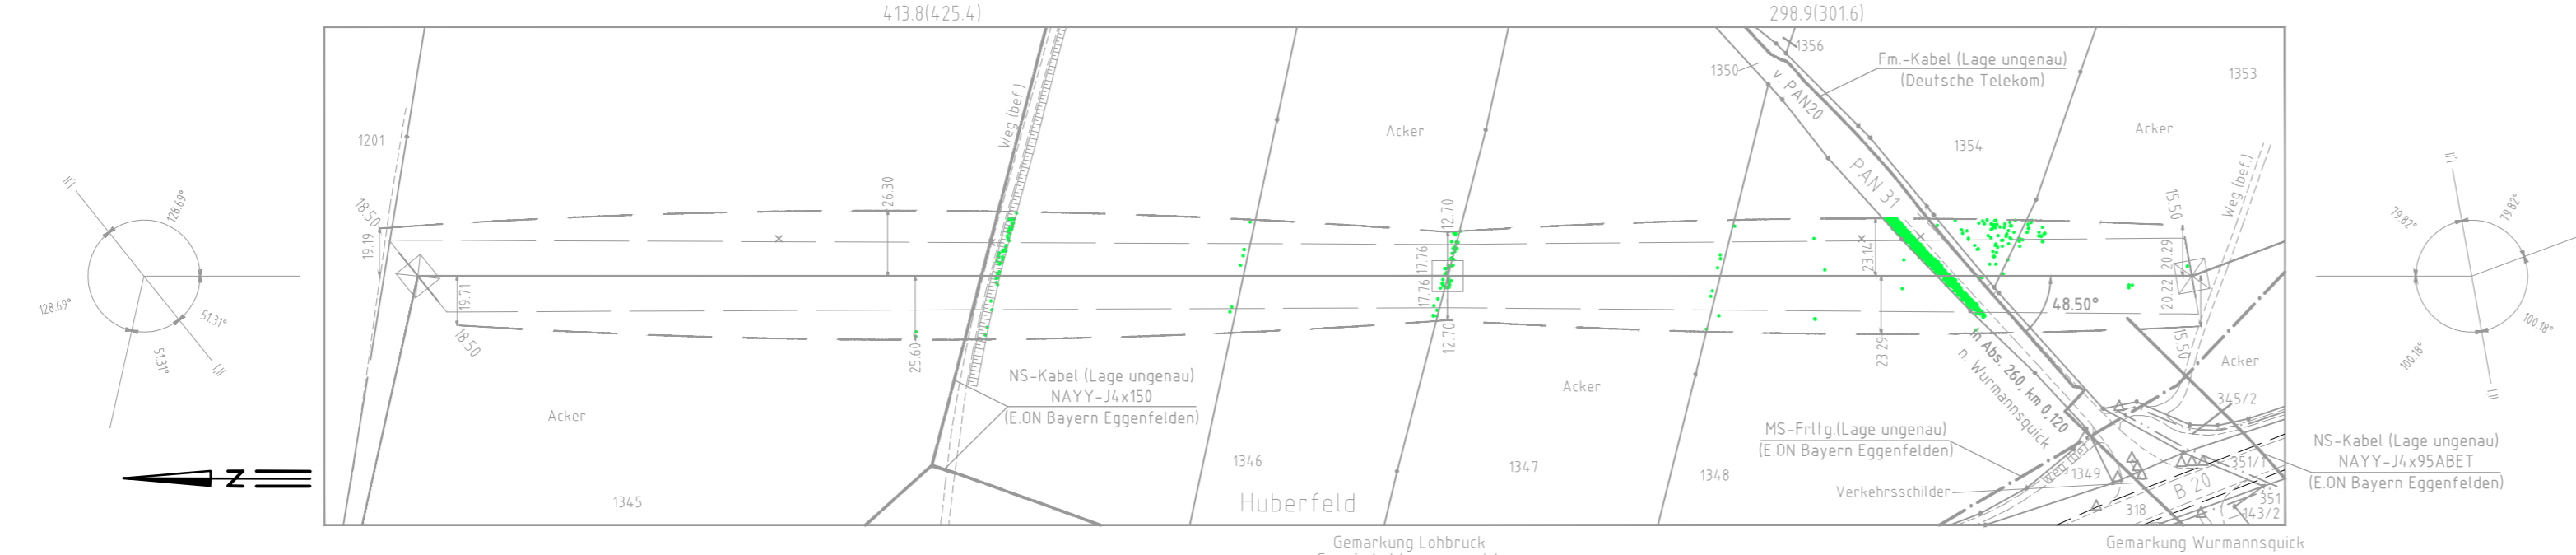 413.8(425.4)
298.9(301.6)
1356
Fm.-Kabel (Lage ungenau)
(Deutsche Telekom)
1350
v. PAN20
1353
1201
Weg (bef.)
Acker
Acker
1354
PAN 31
Weg (bef.)
II',I
128.69°
128.69°
51.31°
51.31°
I',II
18.50
19.19
26.30
12.70
23.14
15.50
20.29
19.71
18.50
25.60
17.76
17.76
12.70
23.29
48.50°
20.22
15.50
II',I
79.82°
79.82°
100.18°
100.18°
I',II
in Abs. 260, km 0,120
n. Wurmannsquick
Acker
NS-Kabel (Lage ungenau)
NAYY-J4x150
(E.ON Bayern Eggenfelden)
Acker
Acker
345/2
MS-Frltg.(Lage ungenau)
(E.ON Bayern Eggenfelden)
NS-Kabel (Lage ungenau)
NAYY-J4x95ABET
(E.ON Bayern Eggenfelden)
1346
1347
1348
1349
351/1
B 20
Verkehrsschilder
351
N
1345
Huberfeld
318
143/2
Gemarkung Lohbruck
Gemarkung Wurmannsquick